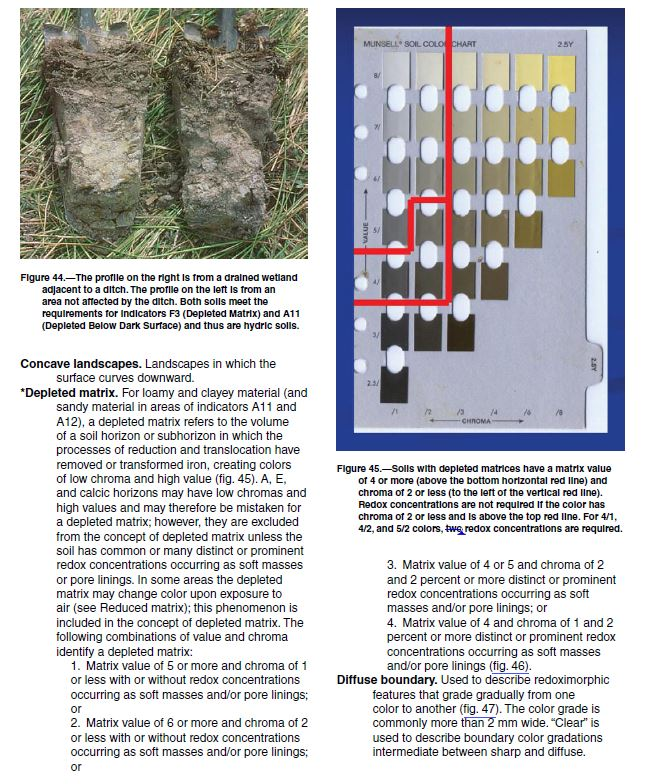 Figure 44.—The profile on the right is from a drained wetland
adjacent to a ditch. The profile on the left is from an
area not affected by the ditch. Both soils meet the
requirements for indicators F3 (Depleted Matrix) and A11
(Depleted Below Dark Surface) and thus are hydric soils.
Concave landscapes. Landscapes in which the
surface curves downward.
*Depleted matrix. For loamy and clayey material (and
sandy material in areas of indicators A11 and
A12), a depleted matrix refers to the volume
of a soil horizon or subhorizon in which the
processes of reduction and translocation have
removed or transformed iron, creating colors
of low chroma and high value (fig. 45). A, E,
and calcic horizons may have low chromas and
high values and may therefore be mistaken for
a depleted matrix; however, they are excluded
from the concept of depleted matrix unless the
soil has common or many distinct or prominent
redox concentrations occurring as soft masses
or pore linings. In some areas the depleted
matrix may change color upon exposure to
air (see Reduced matrix); this phenomenon is
included in the concept of depleted matrix. The
following combinations of value and chroma
identify a depleted matrix:
1. Matrix value of 5 or more and chroma of 1
or less with or without redox concentrations
occurring as soft masses and/or pore linings;
or
2. Matrix value of 6 or more and chroma of 2
or less with or without redox concentrations
occurring as soft masses and/or pore linings;
or
MUNSELL® SOIL COLOR CHART 2.5Y
8/
7/
6/
5/
4/
3/
2.5/
VALUE
/1 /2 /3 /4 /6 /8
CHROMA
2.5Y
Figure 45.—Soils with depleted matrices have a matrix value
of 4 or more (above the bottom horizontal red line) and
chroma of 2 or less (to the left of the vertical red line).
Redox concentrations are not required if the color has
chroma of 2 or less and is above the top red line. For 4/1,
4/2, and 5/2 colors, two redox concentrations are required.
3. Matrix value of 4 or 5 and chroma of 2
and 2 percent or more distinct or prominent
redox concentrations occurring as soft
masses and/or pore linings; or
4. Matrix value of 4 and chroma of 1 and 2
percent or more distinct or prominent redox
concentrations occurring as soft masses
and/or pore linings (fig. 46).
Diffuse boundary. Used to describe redoximorphic
features that grade gradually from one
color to another (fig. 47). The color grade is
commonly more than 2 mm wide. “Clear” is
used to describe boundary color gradations
intermediate between sharp and diffuse.